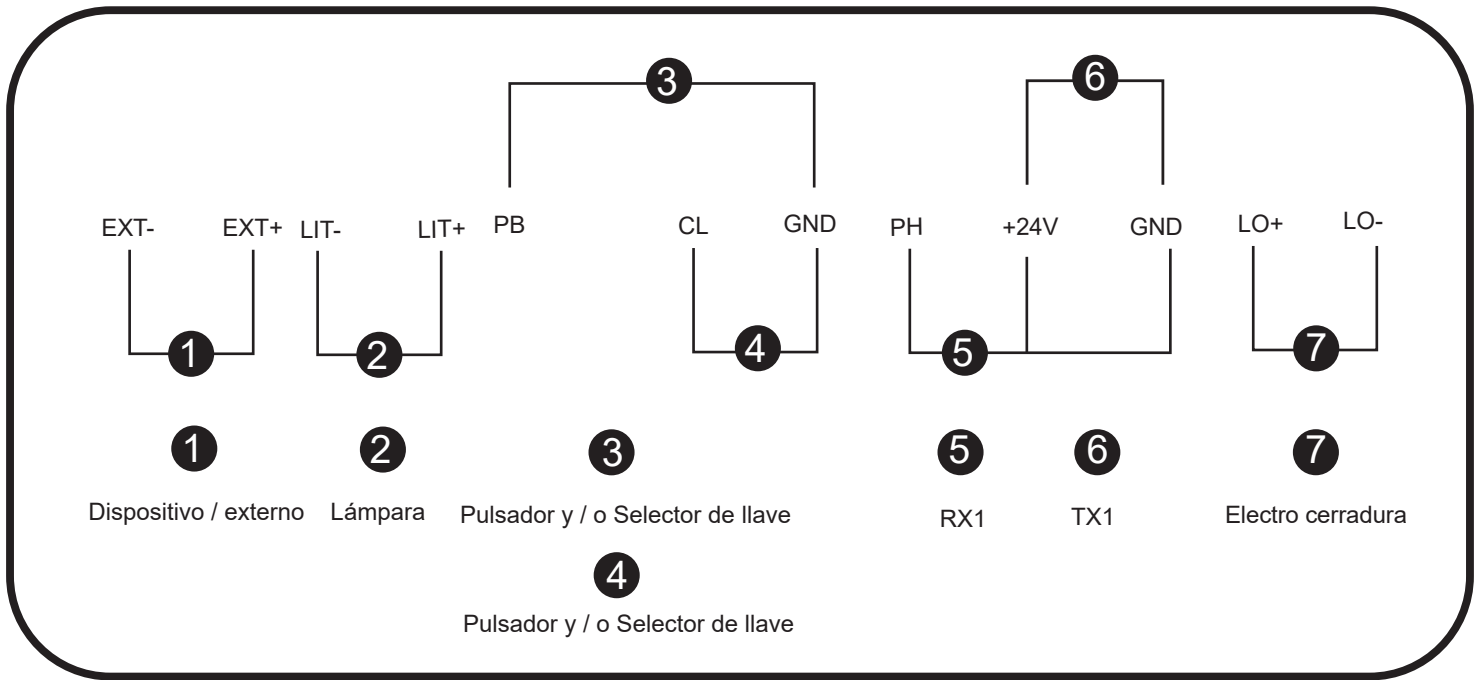 3
6
EXT-
EXT+
LIT-
LIT+
PB
CL
GND
PH
+24V
GND
LO+
LO-
1
2
4
5
7
1
2
3
5
6
7
Dispositivo / externo
Lámpara
Pulsador y / o Selector de llave
RX1
TX1
Electro cerradura
4
Pulsador y / o Selector de llave